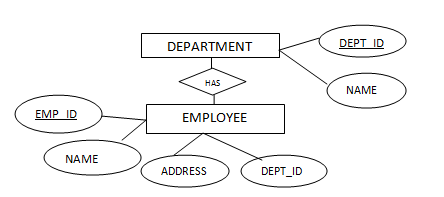 DEPARTMENT
DEPT_ID
NAME
HAS
EMP_ID
EMPLOYEE
NAME
ADDRESS
DEPT_ID